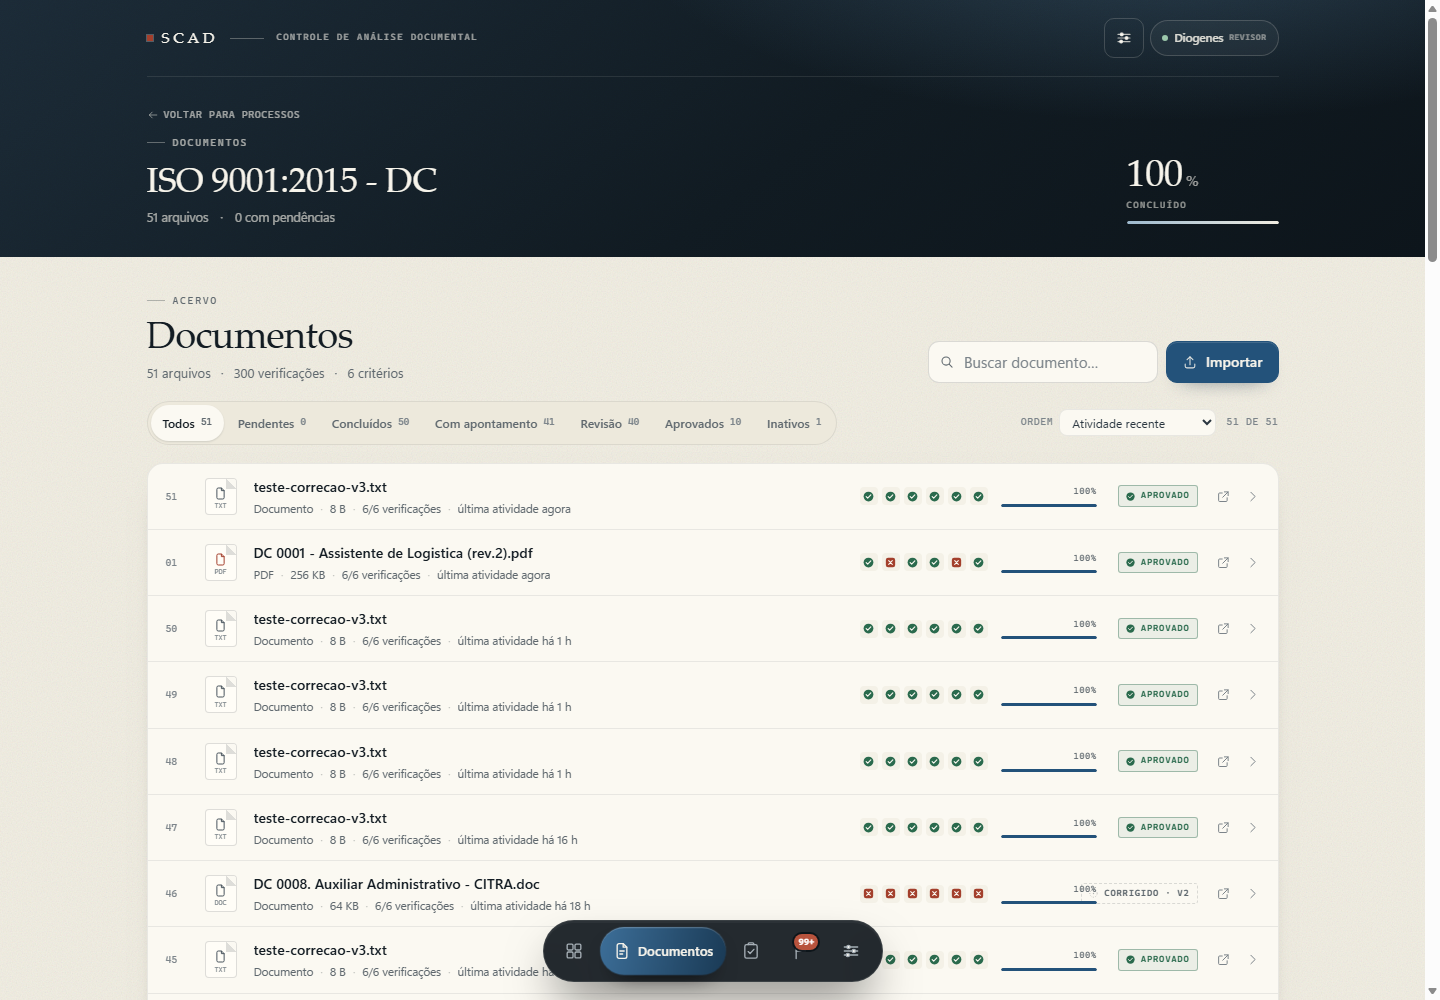 SCAD CONTROLE DE ANÁLISE DOCUMENTAL Diogenes REVISOR
← VOLTAR PARA PROCESSOS
DOCUMENTOS
ISO 9001:2015 - DC
51 arquivos · 0 com pendências
100 %
CONCLUÍDO
ACERVO
Documentos
51 arquivos · 300 verificações · 6 critérios
Buscar documento...
Importar
Todos 51 Pendentes 0 Concluídos 50 Com apontamento 41 Revisão 40 Aprovados 10 Inativos 1
ORDEM Atividade recente 51 DE 51
51 TXT teste-correcao-v3.txt 100% APROVADO
Documento · 8 B · 6/6 verificações · última atividade agora
01 PDF DC 0001 - Assistente de Logistica (rev.2).pdf 100% APROVADO
PDF · 256 KB · 6/6 verificações · última atividade agora
50 TXT teste-correcao-v3.txt 100% APROVADO
Documento · 8 B · 6/6 verificações · última atividade há 1 h
49 TXT teste-correcao-v3.txt 100% APROVADO
Documento · 8 B · 6/6 verificações · última atividade há 1 h
48 TXT teste-correcao-v3.txt 100% APROVADO
Documento · 8 B · 6/6 verificações · última atividade há 1 h
47 TXT teste-correcao-v3.txt 100% APROVADO
Documento · 8 B · 6/6 verificações · última atividade há 16 h
46 DOC DC 0008. Auxiliar Administrativo - CITRA.doc 100% CORRIGIDO · V2
Documento · 64 KB · 6/6 verificações · última atividade há 18 h
45 TXT teste-correcao-v3.txt 100% APROVADO
Documento · 8 B · 6/6 verificações · última atividade há
Documentos 99+